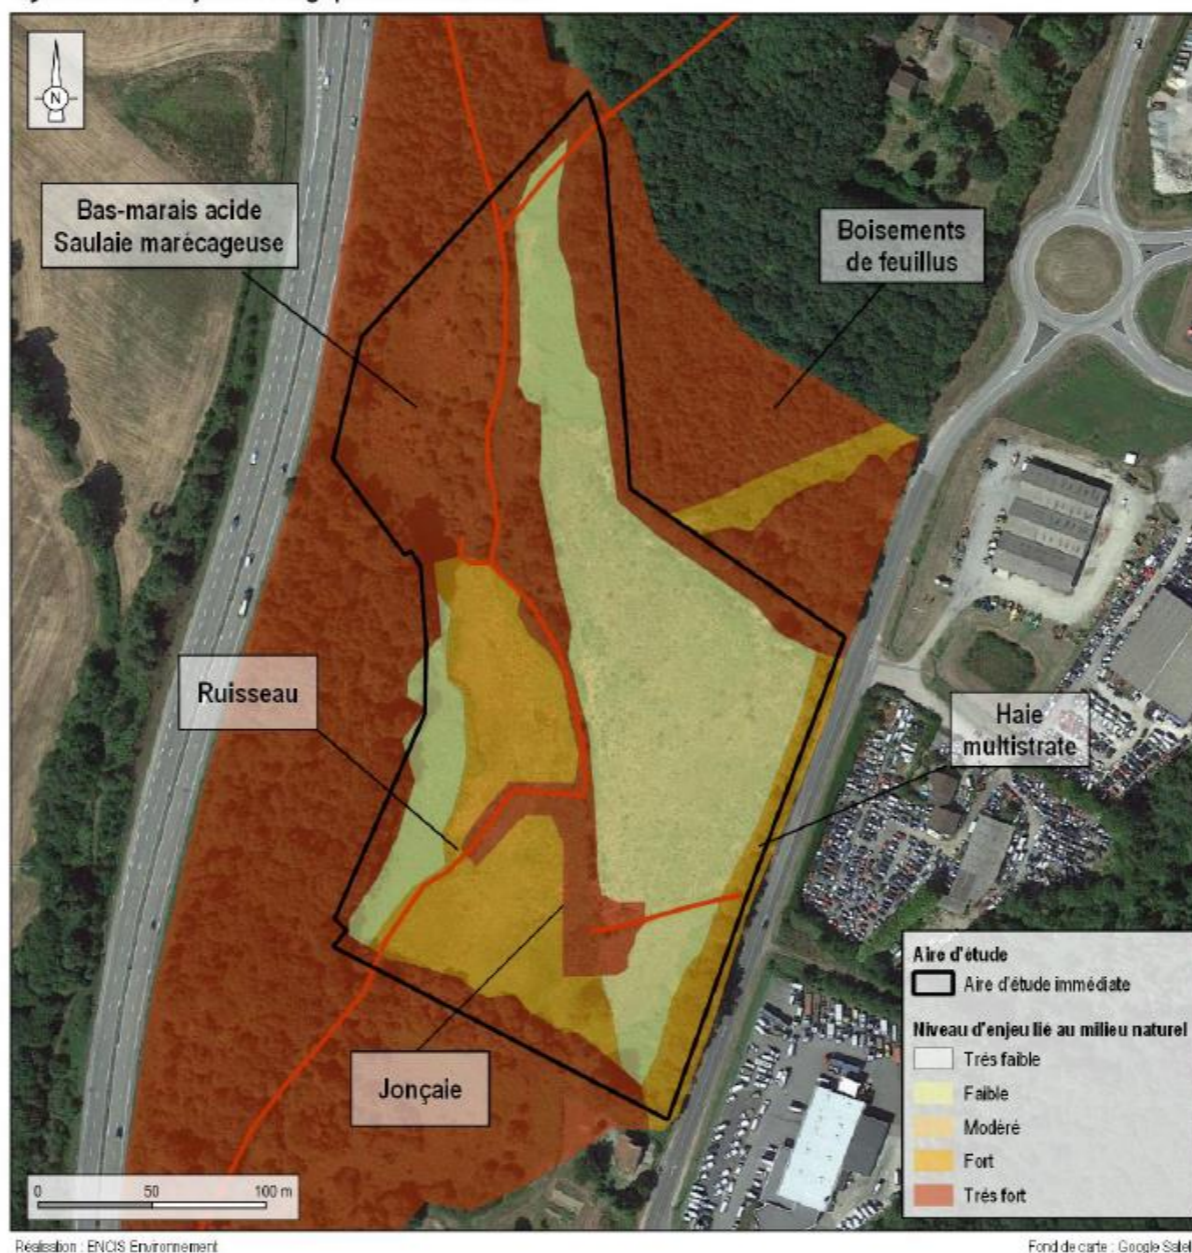 N
Bas-marais acide
Saulaie marécageuse
Boisements
de feuillus
Ruisseau
Haie
multistrate
Jonçaie
Aire d'étude
Aire d'étude immédiate
Niveau d'enjeu lié au milieu naturel
Très faible
Faible
Modéré
Fort
Très fort
0 50 100 m
Réalisation : ENCIS Environnement
Fond de carte : Google Satel